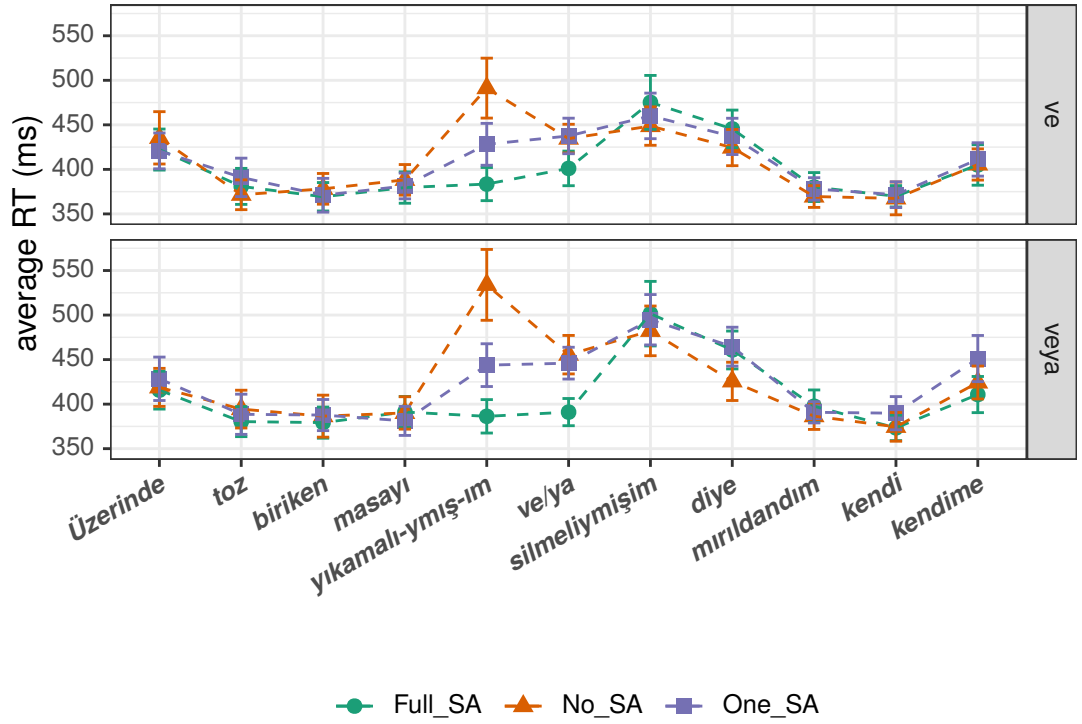 average RT (ms)
550
500
450
400
350
ve
550
500
450
400
350
veya
Üzerinde
toz
biriken
masayı
yıkamalı-ymış-ım
ve/ya
silmeliymişim
diye
mırıldandım
kendi
kendime
Full_SA No_SA One_SA